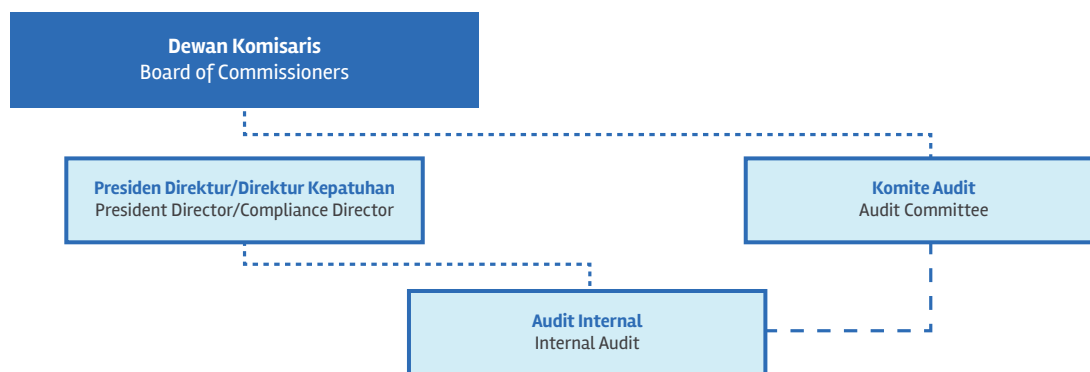 Dewan Komisaris
Board of Commissioners
Presiden Direktur/Direktur Kepatuhan
President Director/Compliance Director
Komite Audit
Audit Committee
Audit Internal
Internal Audit